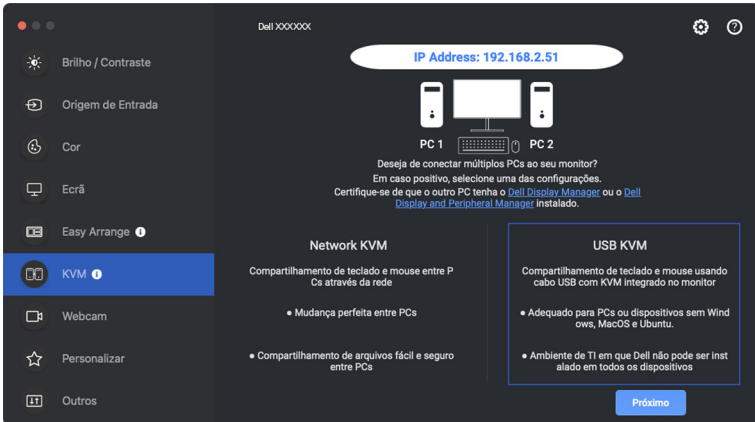 Dell XXXXXX
Brilho / Contraste
Origem de Entrada
Cor
Ecrã
Easy Arrange
KVM
Webcam
Personalizar
Outros
IP Address: 192.168.2.51
PC 1
PC 2
Deseja de conectar múltiplos PCs ao seu monitor?
Em caso positivo, selecione uma das configurações.
Certifique-se de que o outro PC tenha o Dell Display Manager ou o Dell
Display and Peripheral Manager instalado.
Network KVM
Compartilhamento de teclado e mouse entre P
Cs através da rede
● Mudança perfeita entre PCs
● Compartilhamento de arquivos fácil e seguro
entre PCs
USB KVM
Compartilhamento de teclado e mouse usando
cabo USB com KVM integrado no monitor
● Adequado para PCs ou dispositivos sem Wind
ows, MacOS e Ubuntu.
● Ambiente de TI em que Dell não pode ser inst
alado em todos os dispositivos
Próximo